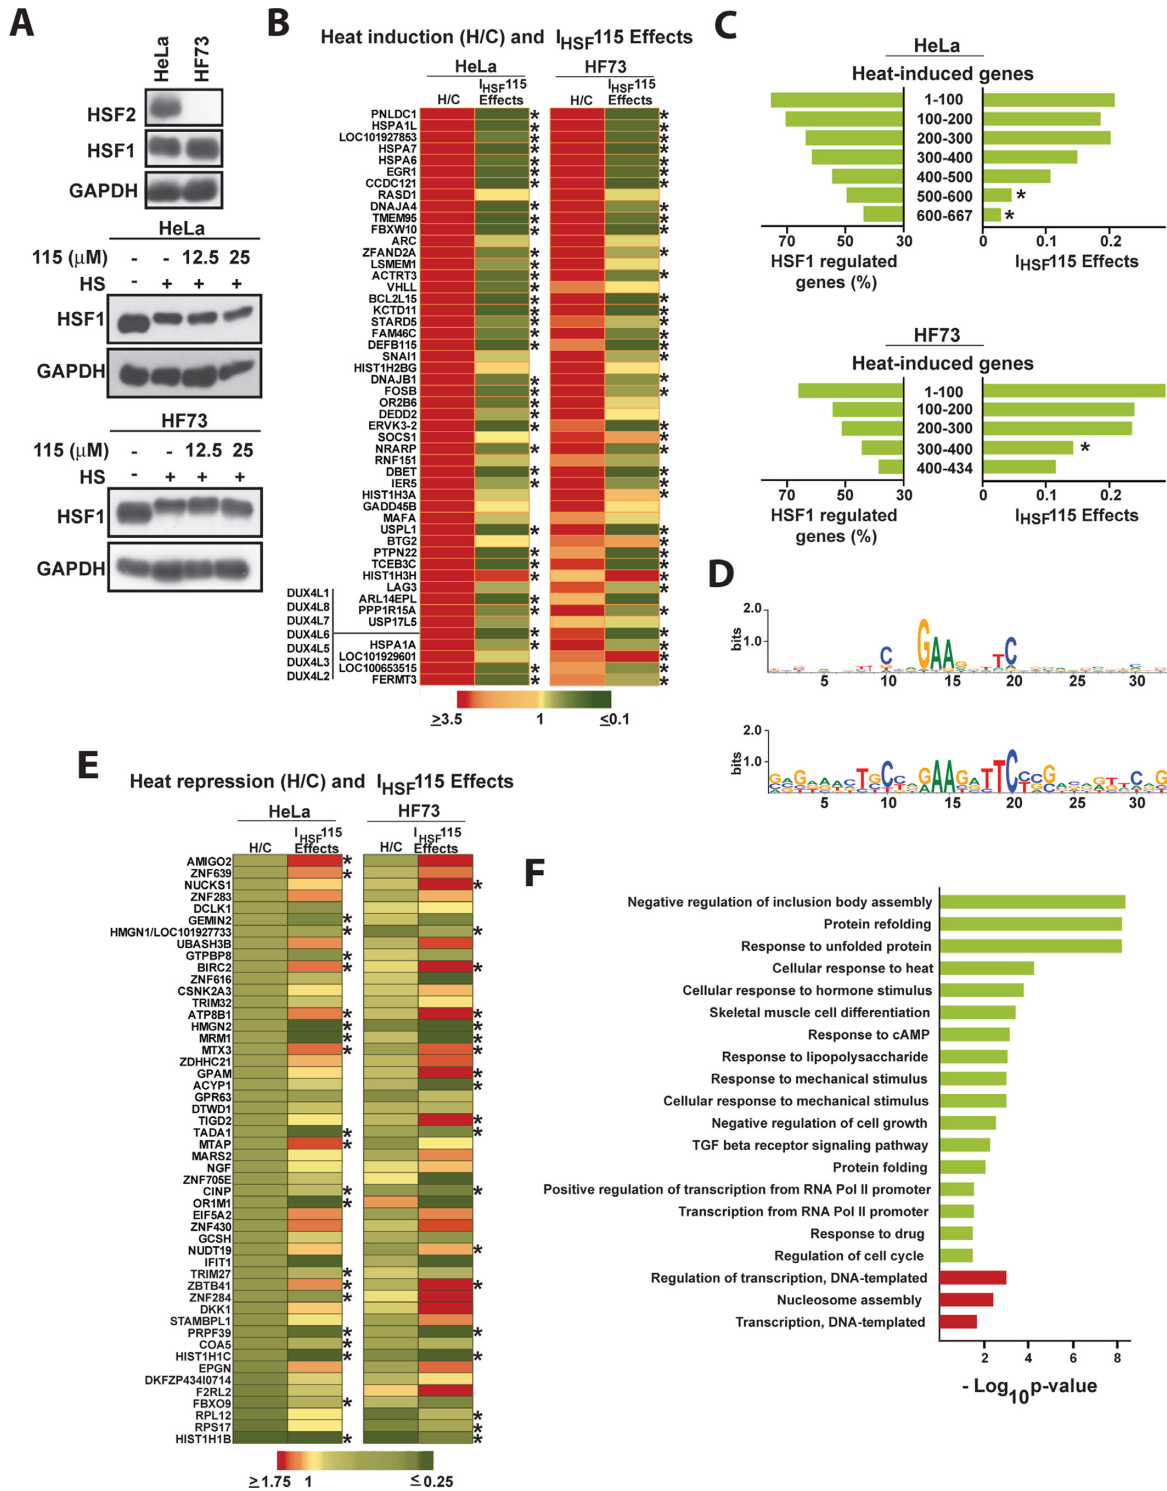 A
HeLa
HF73
HSF2
HSF1
GAPDH
HeLa
115 (μM) - - 12.5 25
HS - + + +
HSF1
GAPDH
HF73
115 (μM) - - 12.5 25
HS - + + +
HSF1
GAPDH
B
Heat induction (H/C) and IHSF115 Effects
HeLa HF73
H/C IHSF115 Effects H/C IHSF115 Effects
PNLDC1
HSPA1L
LOC101927853
HSPA7
HSPA6
EGR1
CCDC121
RASD1
DNAJA4
TMEM95
FBXW10
ARC
ZFAND2A
LSMEM1
ACTRT3
VHLL
BCL2L15
KCTD11
STARD5
FAM46C
DEFB115
SNAI1
HIST1H2BG
DNAJB1
FOSB
OR2B6
DEDD2
ERVK3-2
SOCS1
NRARP
RNF151
DBET
IER5
HIST1H3A
GADD45B
MAFA
USPL1
BTG2
PTPN22
TCEB3C
HIST1H3H
LAG3
ARL14EPL
PPP1R15A
USP17L5
DUX4L1
DUX4L8
DUX4L7
DUX4L6
DUX4L5
DUX4L3
DUX4L2
HSPA1A
LOC101929601
LOC100653515
FERMT3
≥3.5 1 ≤0.1
C
HeLa
Heat-induced genes
1-100
100-200
200-300
300-400
400-500
500-600 *
600-667 *
70 50 30 0 0.1 0.2
HSF1 regulated genes (%)
IHSF115 Effects
HF73
Heat-induced genes
1-100
100-200
200-300
300-400 *
400-434
70 50 30 0 0.1 0.2
HSF1 regulated genes (%)
IHSF115 Effects
D
2.0
1.0
bits
C GAA TC
5 10 15 20 25 30
2.0
1.0
bits
5 10 15 20 25 30
E
Heat repression (H/C) and IHSF115 Effects
HeLa HF73
H/C IHSF115 Effects H/C IHSF115 Effects
AMIGO2
ZNF639
NUCKS1
ZNF283
DCLK1
GEMIN2
HMGN1/LOC101927733
UBASH3B
GTPBP8
BIRC2
ZNF616
CSNK2A3
TRIM32
ATP8B1
HMGN2
MRM1
MTX3
ZDHHC21
GPAM
ACYP1
GPR63
DTWD1
TIGD2
TADA1
MTAP
MARS2
NGF
ZNF705E
CINP
OR1M1
EIF5A2
ZNF430
GCSH
NUDT19
IFIT1
TRIM27
ZBTB41
ZNF284
DKK1
STAMBPL1
PRPF39
COA5
HIST1H1C
EPGN
DKFZP434I0714
F2RL2
FBXO9
RPL12
RPS17
HIST1H1B
≥1.75 1 ≤0.25
F
Negative regulation of inclusion body assembly
Protein refolding
Response to unfolded protein
Cellular response to heat
Cellular response to hormone stimulus
Skeletal muscle cell differentiation
Response to cAMP
Response to lipopolysaccharide
Response to mechanical stimulus
Cellular response to mechanical stimulus
Negative regulation of cell growth
TGF beta receptor signaling pathway
Protein folding
Positive regulation of transcription from RNA Pol II promoter
Transcription from RNA Pol II promoter
Response to drug
Regulation of cell cycle
Regulation of transcription, DNA-templated
Nucleosome assembly
Transcription, DNA-templated
2 4 6 8
- Log10p-value